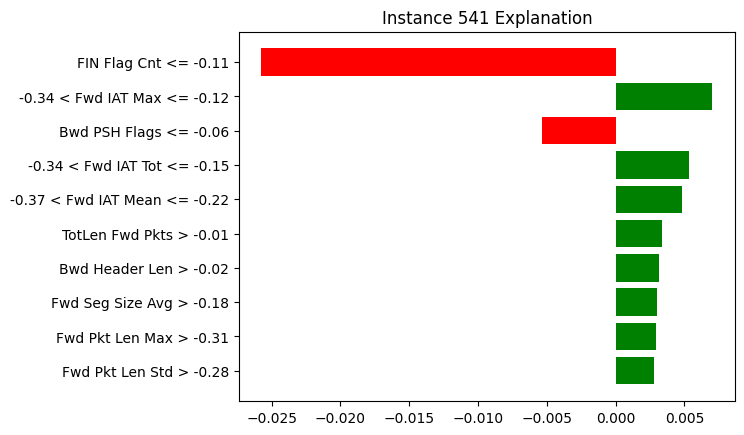 Instance 541 Explanation
FIN Flag Cnt <= -0.11
-0.34 < Fwd IAT Max <= -0.12
Bwd PSH Flags <= -0.06
-0.34 < Fwd IAT Tot <= -0.15
-0.37 < Fwd IAT Mean <= -0.22
TotLen Fwd Pkts > -0.01
Bwd Header Len > -0.02
Fwd Seg Size Avg > -0.18
Fwd Pkt Len Max > -0.31
Fwd Pkt Len Std > -0.28
−0.025 −0.020 −0.015 −0.010 −0.005 0.000 0.005